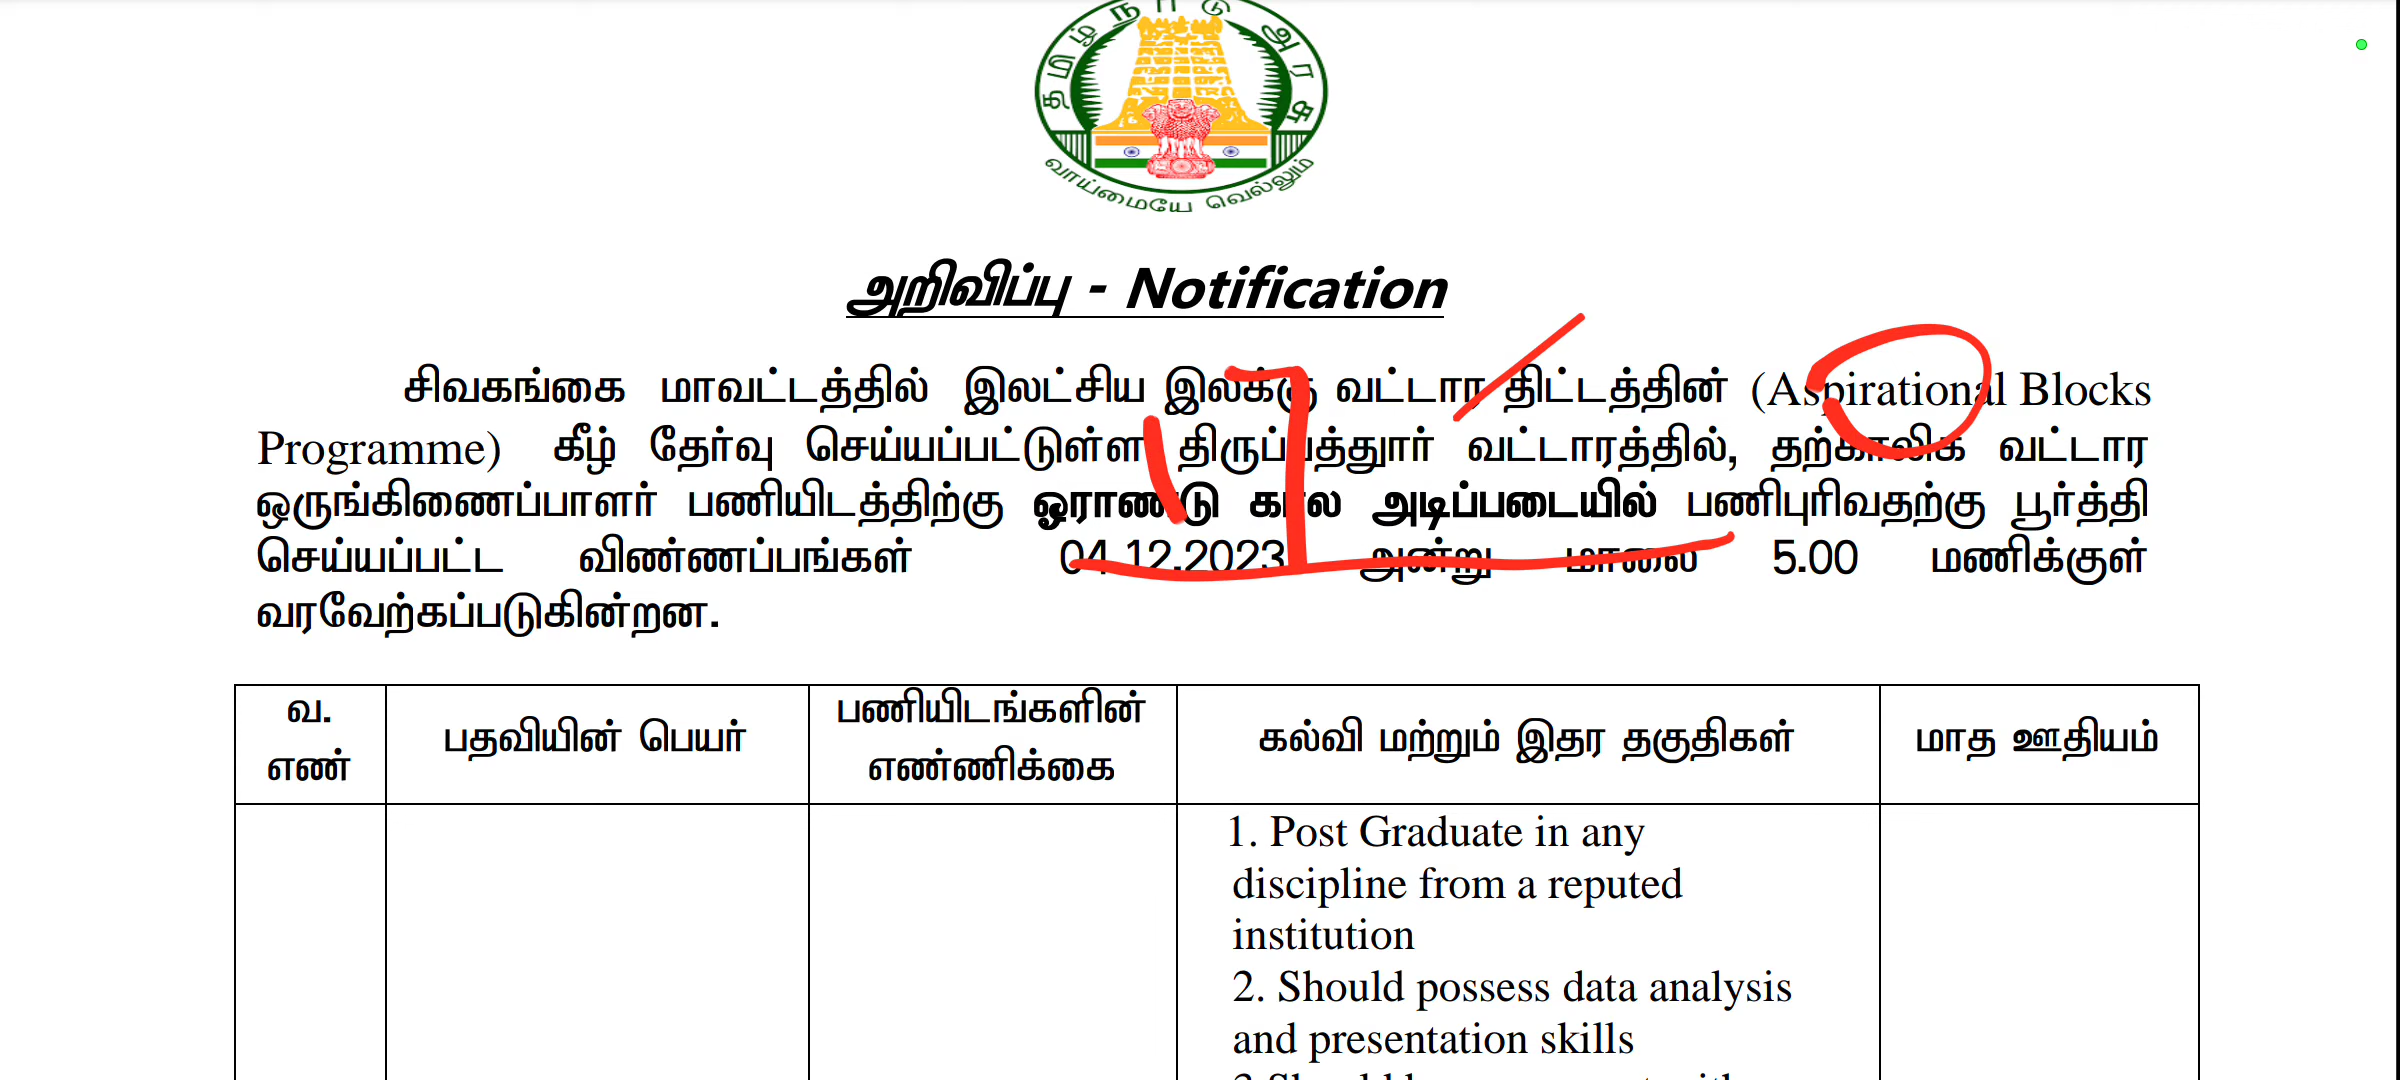 தமிழ்நாடு அரசு
வாய்மையே வெல்லும்
அறிவிப்பு - Notification
சிவகங்கை மாவட்டத்தில் இலட்சிய இலக்கு வட்டார திட்டத்தின் (Aspirational Blocks
Programme) கீழ் தேர்வு செய்யப்பட்டுள்ள திருப்பத்தூர் வட்டாரத்தில், தற்காலிக வட்டார
ஒருங்கிணைப்பாளர் பணியிடத்திற்கு ஓராண்டு கால அடிப்படையில் பணிபுரிவதற்கு பூர்த்தி
செய்யப்பட்ட விண்ணப்பங்கள் 04.12.2023 அன்று மாலை 5.00 மணிக்குள்
வரவேற்கப்படுகின்றன.
வ.
எண்
பதவியின் பெயர்
பணியிடங்களின்
எண்ணிக்கை
கல்வி மற்றும் இதர தகுதிகள்
மாத ஊதியம்
1. Post Graduate in any
discipline from a reputed
institution
2. Should possess data analysis
and presentation skills